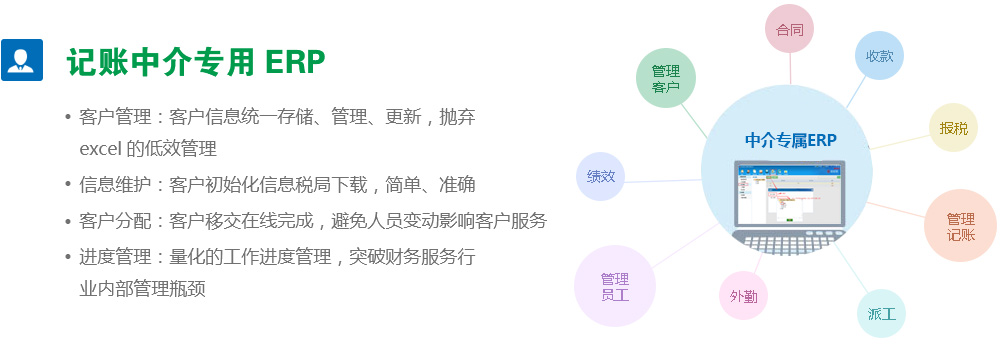 记账中介专用 ERP
• 客户管理：客户信息统一存储、管理、更新，抛弃
excel 的低效管理
• 信息维护：客户初始化信息税局下载，简单、准确
• 客户分配：客户移交在线完成，避免人员变动影响客户服务
• 进度管理：量化的工作进度管理，突破财务服务行
业内部管理瓶颈
合同
收款
管理
客户
报税
中介专属ERP
绩效
管理
记账
管理
员工
外勤
派工